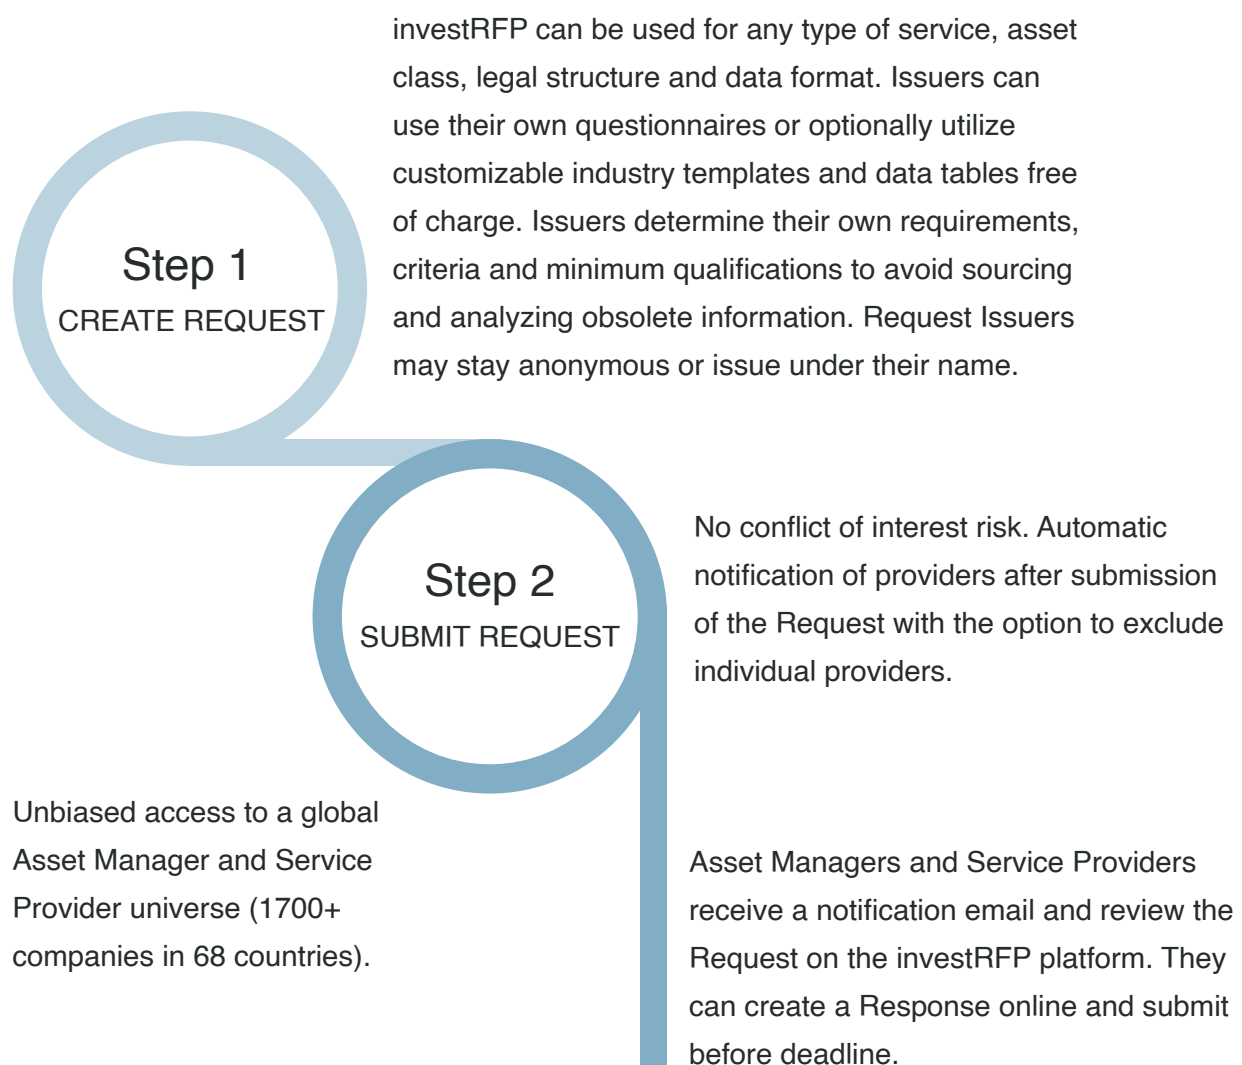 investRFP can be used for any type of service, asset
class, legal structure and data format. Issuers can
use their own questionnaires or optionally utilize
customizable industry templates and data tables free
of charge. Issuers determine their own requirements,
criteria and minimum qualifications to avoid sourcing
and analyzing obsolete information. Request Issuers
may stay anonymous or issue under their name.
Step 1
CREATE REQUEST
Step 2
SUBMIT REQUEST
No conflict of interest risk. Automatic
notification of providers after submission
of the Request with the option to exclude
individual providers.
Unbiased access to a global
Asset Manager and Service
Provider universe (1700+
companies in 68 countries).
Asset Managers and Service Providers
receive a notification email and review the
Request on the investRFP platform. They
can create a Response online and submit
before deadline.